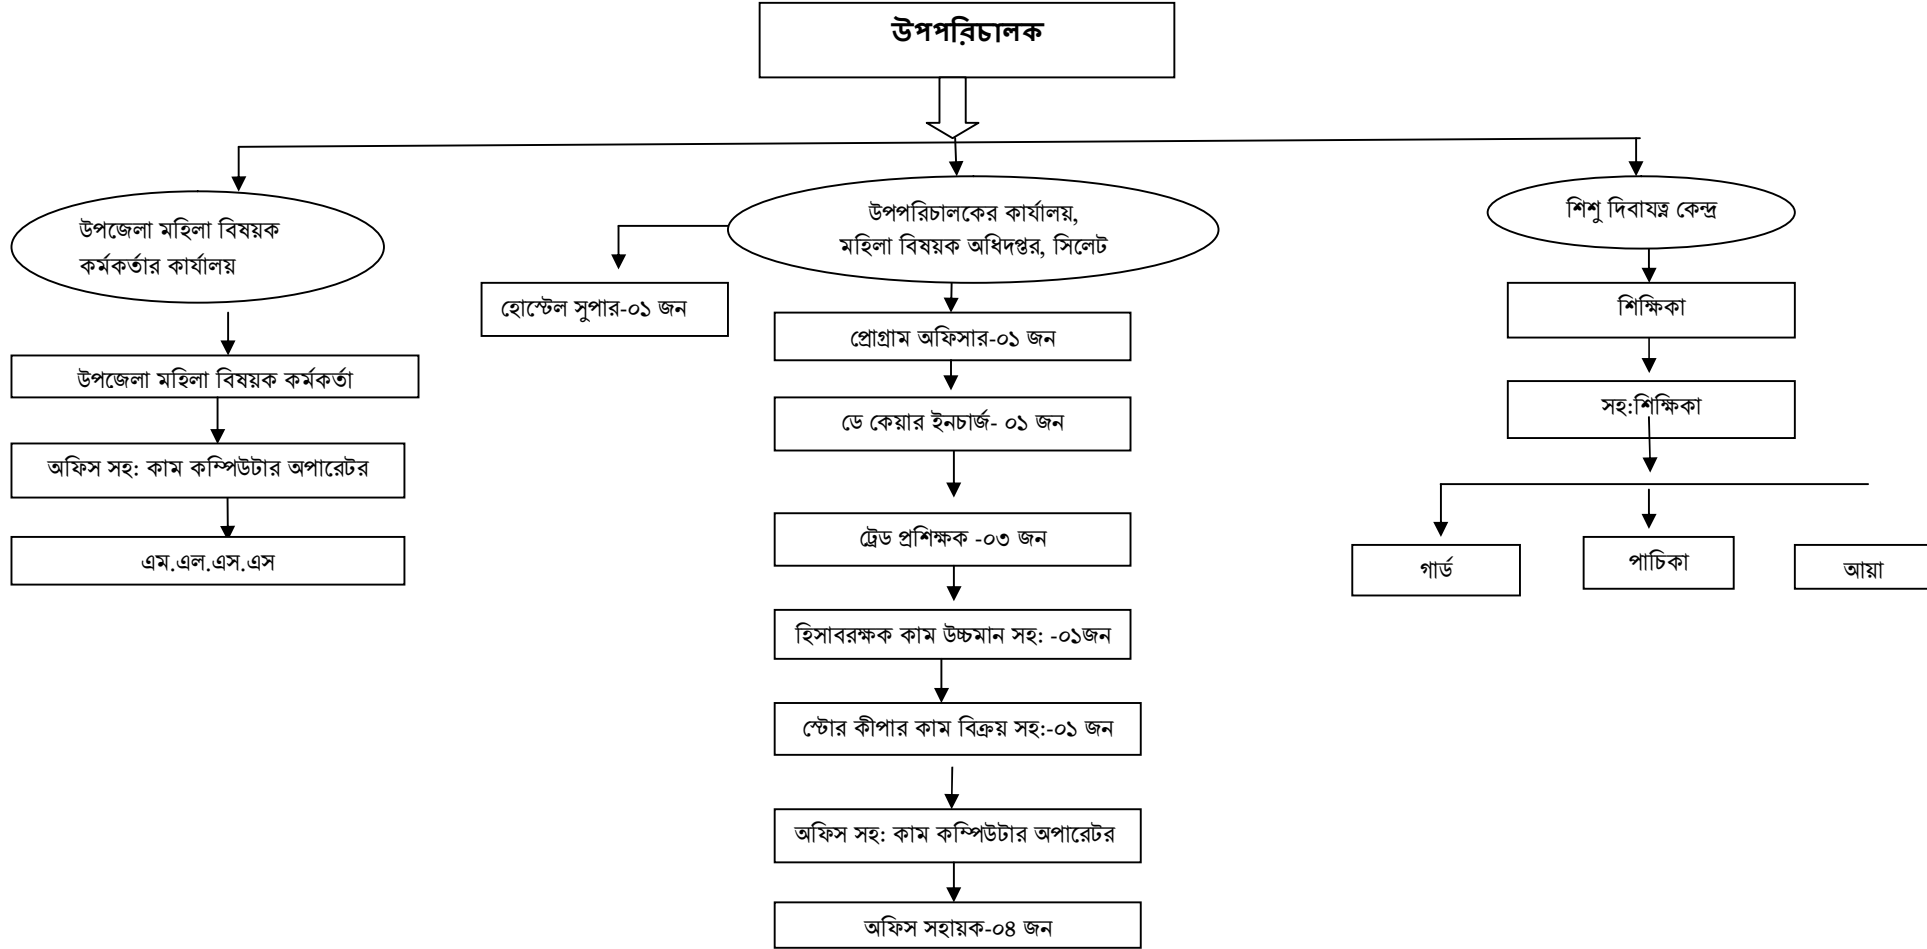 উপপরিচালক
উপজেলা মহিলা বিষয়ক
কর্মকর্তার কার্যালয়
উপজেলা মহিলা বিষয়ক কর্মকর্তা
অফিস সহ: কাম কম্পিউটার অপারেটর
এম.এল.এস.এস
উপপরিচালকের কার্যালয়,
মহিলা বিষয়ক অধিদপ্তর, সিলেট
হোস্টেল সুপার-০১ জন
প্রোগ্রাম অফিসার-০১ জন
ডে কেয়ার ইনচার্জ- ০১ জন
ট্রেড প্রশিক্ষক -০৩ জন
হিসাবরক্ষক কাম উচ্চমান সহ: -০১জন
স্টোর কীপার কাম বিক্রয় সহ:-০১ জন
অফিস সহ: কাম কম্পিউটার অপারেটর
অফিস সহায়ক-০৪ জন
শিশু দিবাযত্ন কেন্দ্র
শিক্ষিকা
সহ:শিক্ষিকা
গার্ড
পাচিকা
আয়া